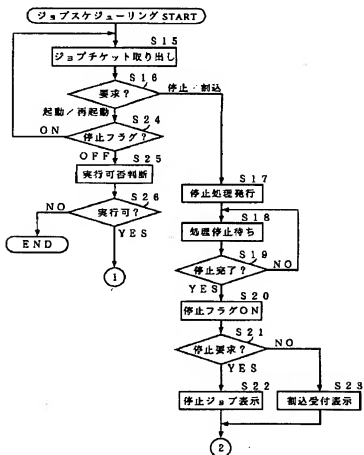 ジョブスケジューリングSTART
S15
ジョブチケット取り出し
S16
要求?
停止・割込
起動/再起動
S24
ON
停止フラグ?
OFF
S25
実行可否判断
S17
停止処理発行
S26
NO
実行可?
S18
処理停止待ち
END
YES
S19
停止完了?
NO
1
YES
S20
停止フラグON
S21
停止要求?
NO
YES
S22
停止ジョブ表示
S23
割込受付表示
2